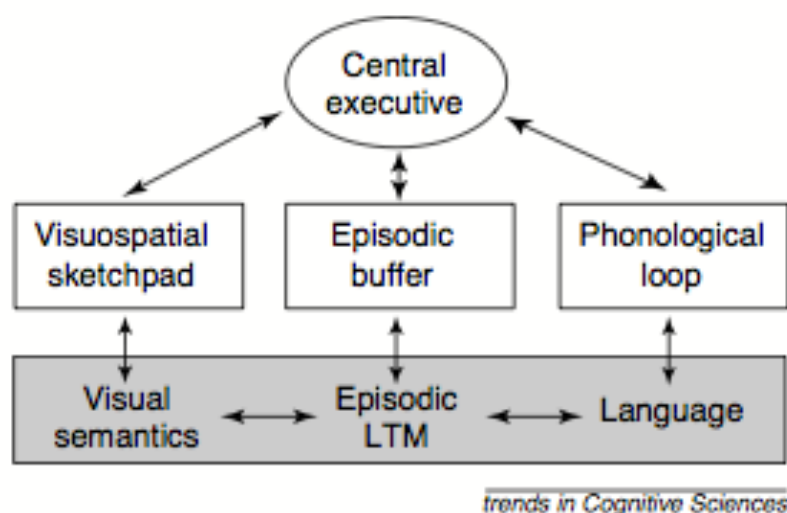 Central
executive
Visuospatial
sketchpad
Episodic
buffer
Phonological
loop
Visual
semantics
Episodic
LTM
Language
trends in Cognitive Sciences